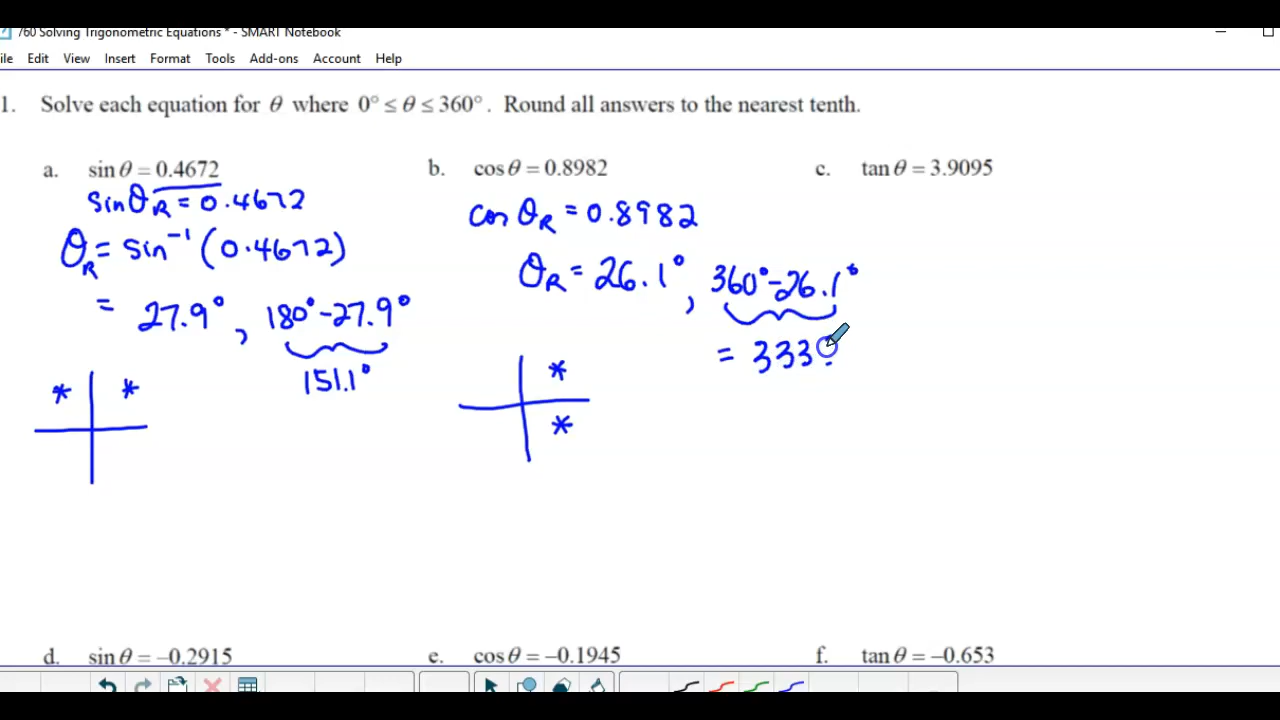 760 Solving Trigonometric Equations * - SMART Notebook
ile Edit View Insert Format Tools Add-ons Account Help
1. Solve each equation for θ where 0° ≤ θ ≤ 360°. Round all answers to the nearest tenth.
a. sin θ = 0.4672
b. cos θ = 0.8982
c. tan θ = 3.9095
sin θR = 0.4672
cos θR = 0.8982
θR = sin⁻¹ (0.4672)
θR = 26.1°, 360° - 26.1°
= 27.9°, 180° - 27.9°
= 333
151.1°
* *
*
*
d. sin θ = –0.2915
e. cos θ = –0.1945
f. tan θ = –0.653